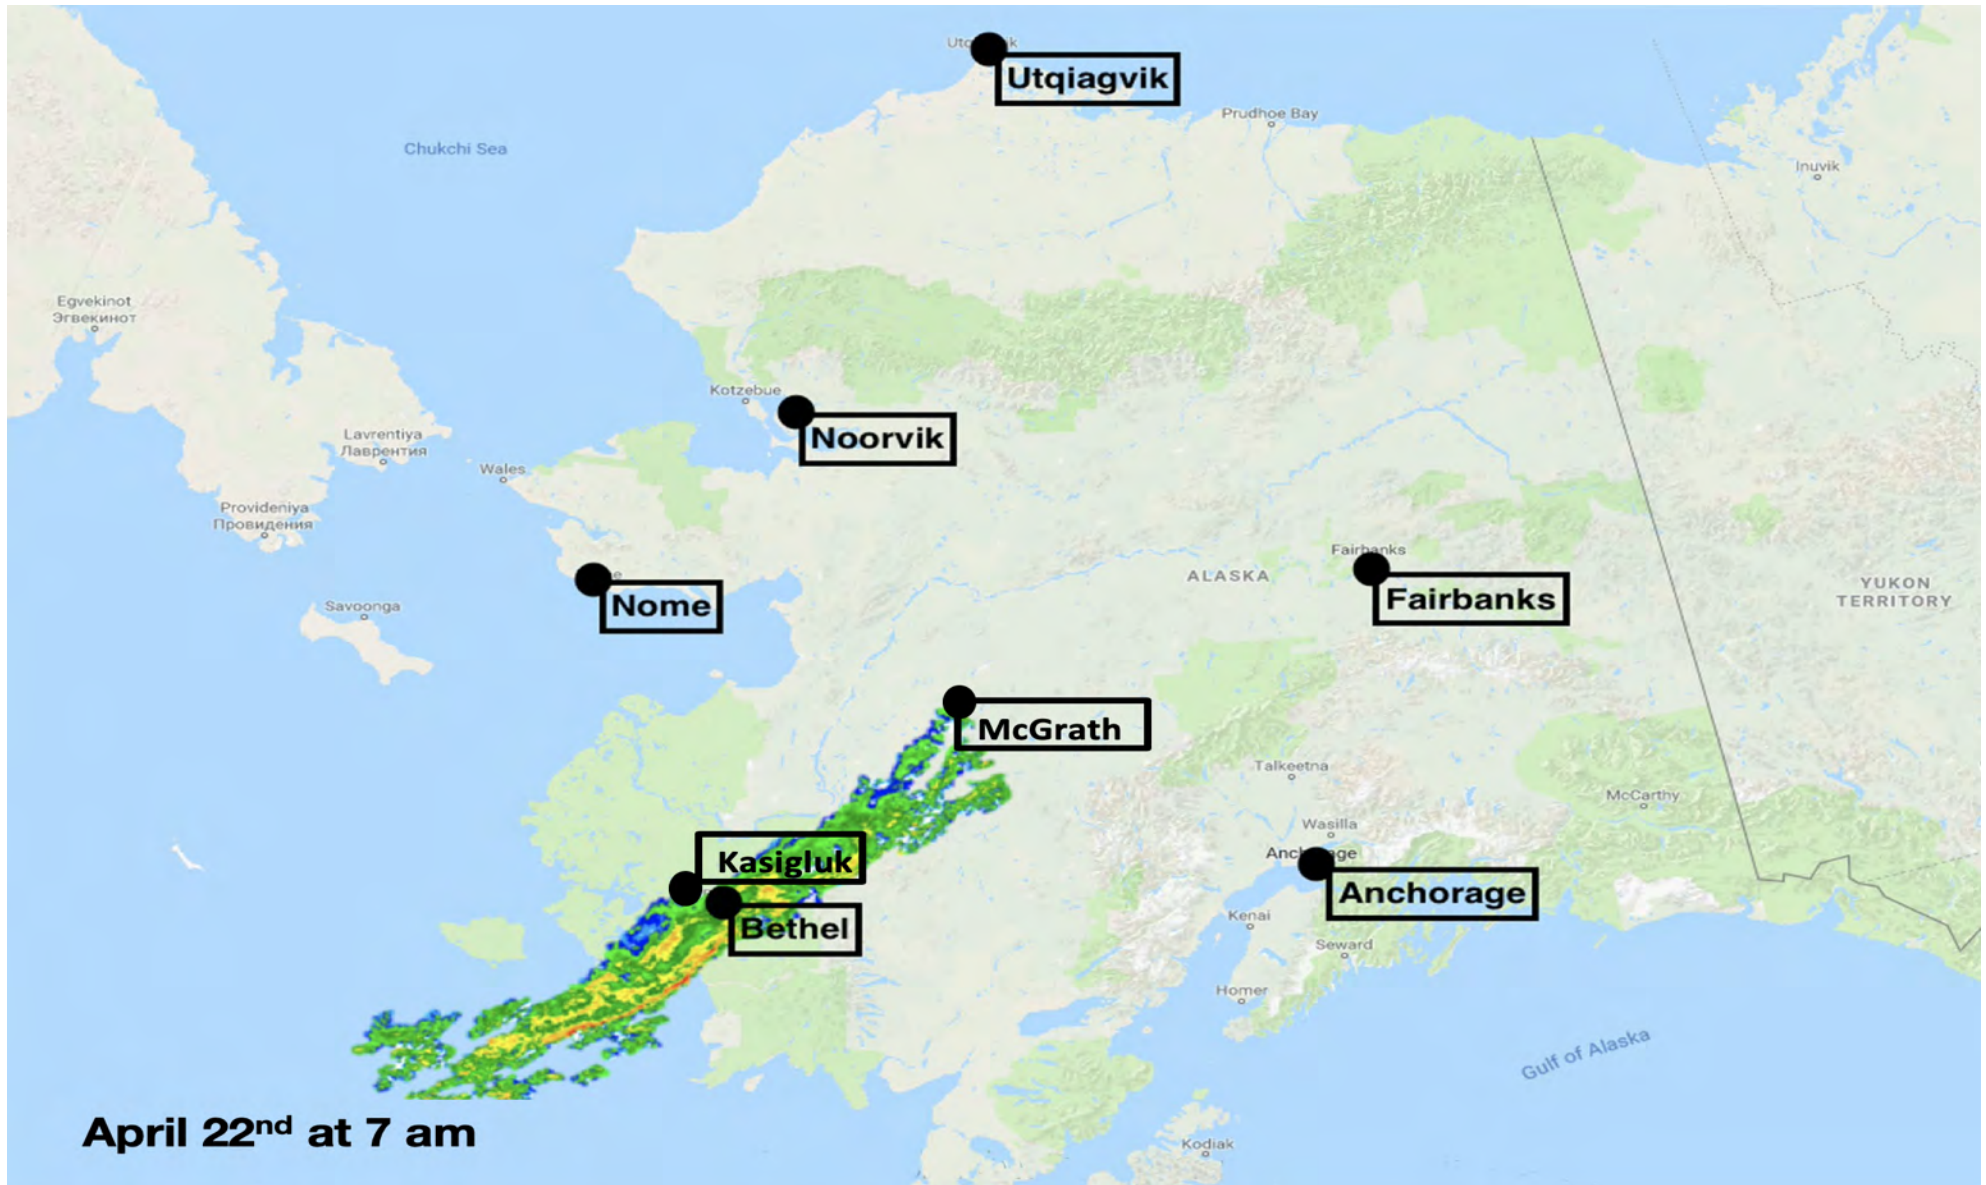 Utqiagvik
Prudhoe Bay
Chukchi Sea
Inuvik
Egvekinot
Эгвекинот
Kotzebue
Noorvik
Lavrentiya
Лаврентия
Wales
Provideniya
Провидения
Fairbanks
ALASKA
Fairbanks
YUKON
TERRITORY
Nome
Savoonga
McGrath
Talkeetna
McCarthy
Wasilla
Kasigluk
Anchorage
Bethel
Kenai
Seward
Homer
Gulf of Alaska
April 22nd at 7 am
Kodiak